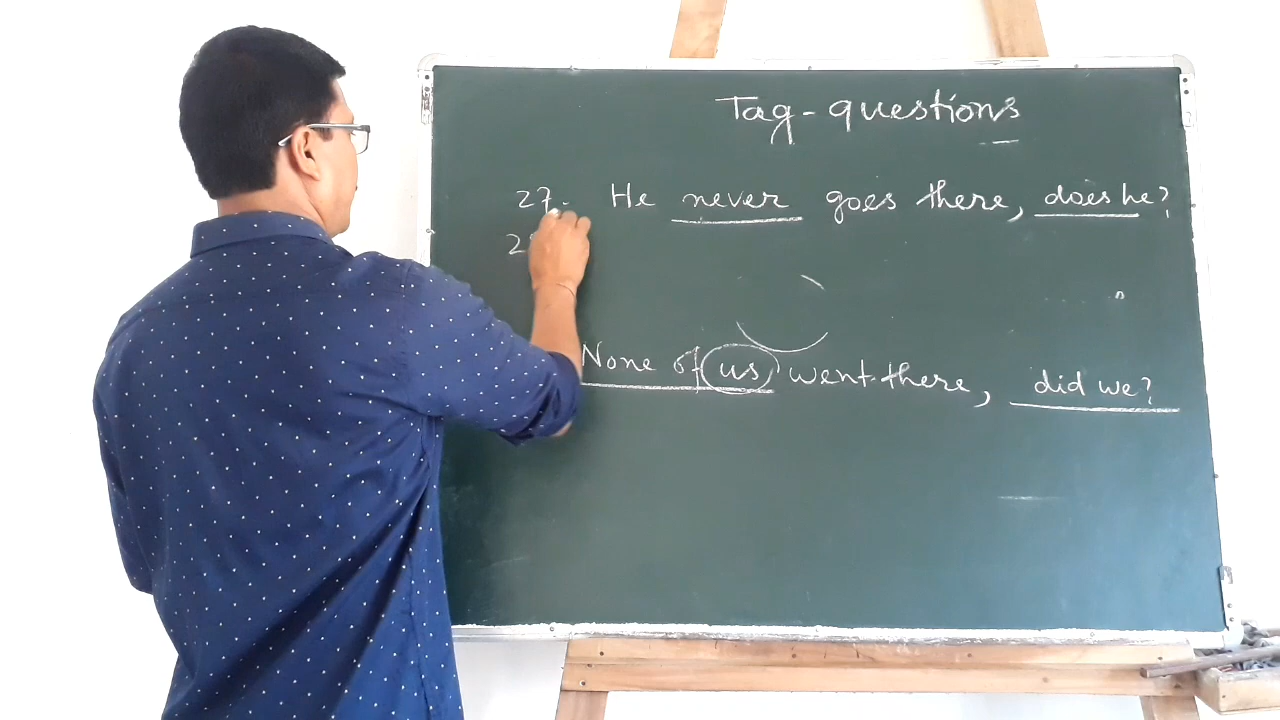 Tag-questions
27. He never goes there, does he?
None of us went there, did we?